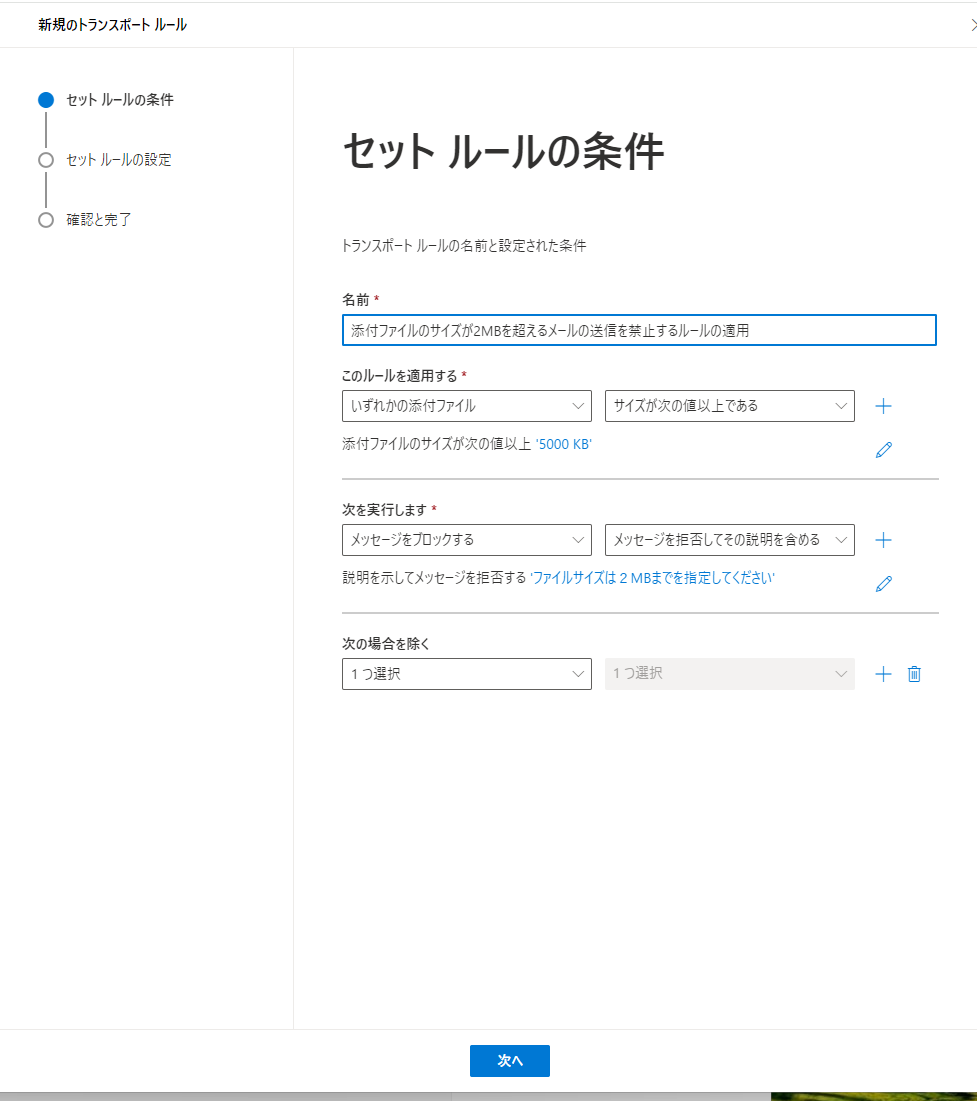 新規のトランスポート ルール
セット ルールの条件
セット ルールの設定
確認と完了
セット ルールの条件
トランスポート ルールの名前と設定された条件
名前 *
添付ファイルのサイズが2MBを超えるメールの送信を禁止するルールの適用
このルールを適用する *
いずれかの添付ファイル
サイズが次の値以上である
添付ファイルのサイズが次の値以上 '5000 KB'
次を実行します *
メッセージをブロックする
メッセージを拒否してその説明を含める
説明を示してメッセージを拒否する 'ファイルサイズは２MBまでを指定してください'
次の場合を除く
1 つ選択
1 つ選択
次へ